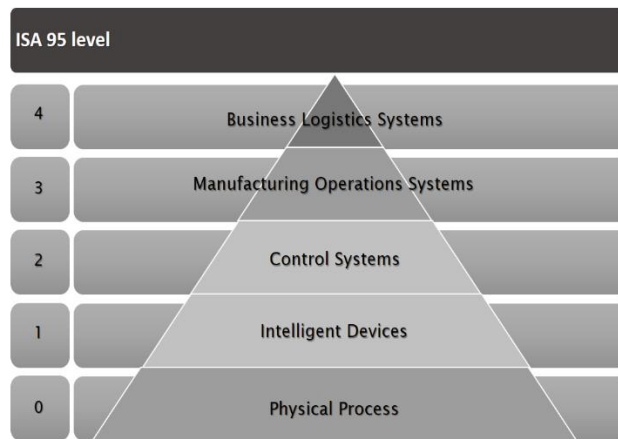 ISA 95 level
4
Business Logistics Systems
3
Manufacturing Operations Systems
2
Control Systems
1
Intelligent Devices
0
Physical Process